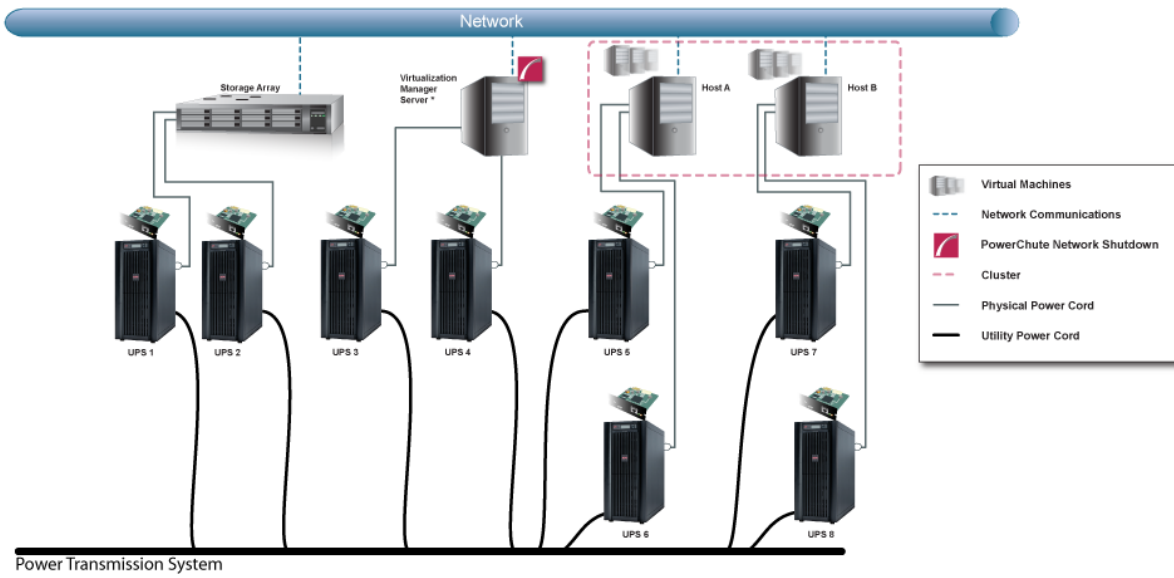 Network
Storage Array
Virtualization
Manager
Server *
Host A
Host B
Virtual Machines
Network Communications
PowerChute Network Shutdown
Cluster
Physical Power Cord
Utility Power Cord
UPS 1
UPS 2
UPS 3
UPS 4
UPS 5
UPS 7
UPS 6
UPS 8
Power Transmission System